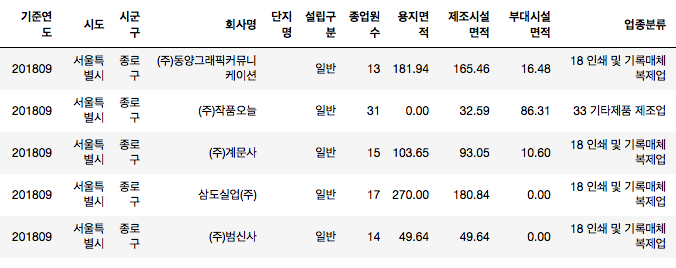 기준연도 시도 시군구 회사명 단지명 설립구분 종업원수 용지면적 제조시설면적 부대시설면적 업종분류
201809 서울특별시 종로구 (주)동양그래픽커뮤니케이션 일반 13 181.94 165.46 16.48 18 인쇄 및 기록매체 복제업
201809 서울특별시 종로구 (주)작품오늘 일반 31 0.00 32.59 86.31 33 기타제품 제조업
201809 서울특별시 종로구 (주)계문사 일반 15 103.65 93.05 10.60 18 인쇄 및 기록매체 복제업
201809 서울특별시 종로구 삼도실업(주) 일반 17 270.00 180.84 0.00 18 인쇄 및 기록매체 복제업
201809 서울특별시 종로구 (주)범신사 일반 14 49.64 49.64 0.00 18 인쇄 및 기록매체 복제업